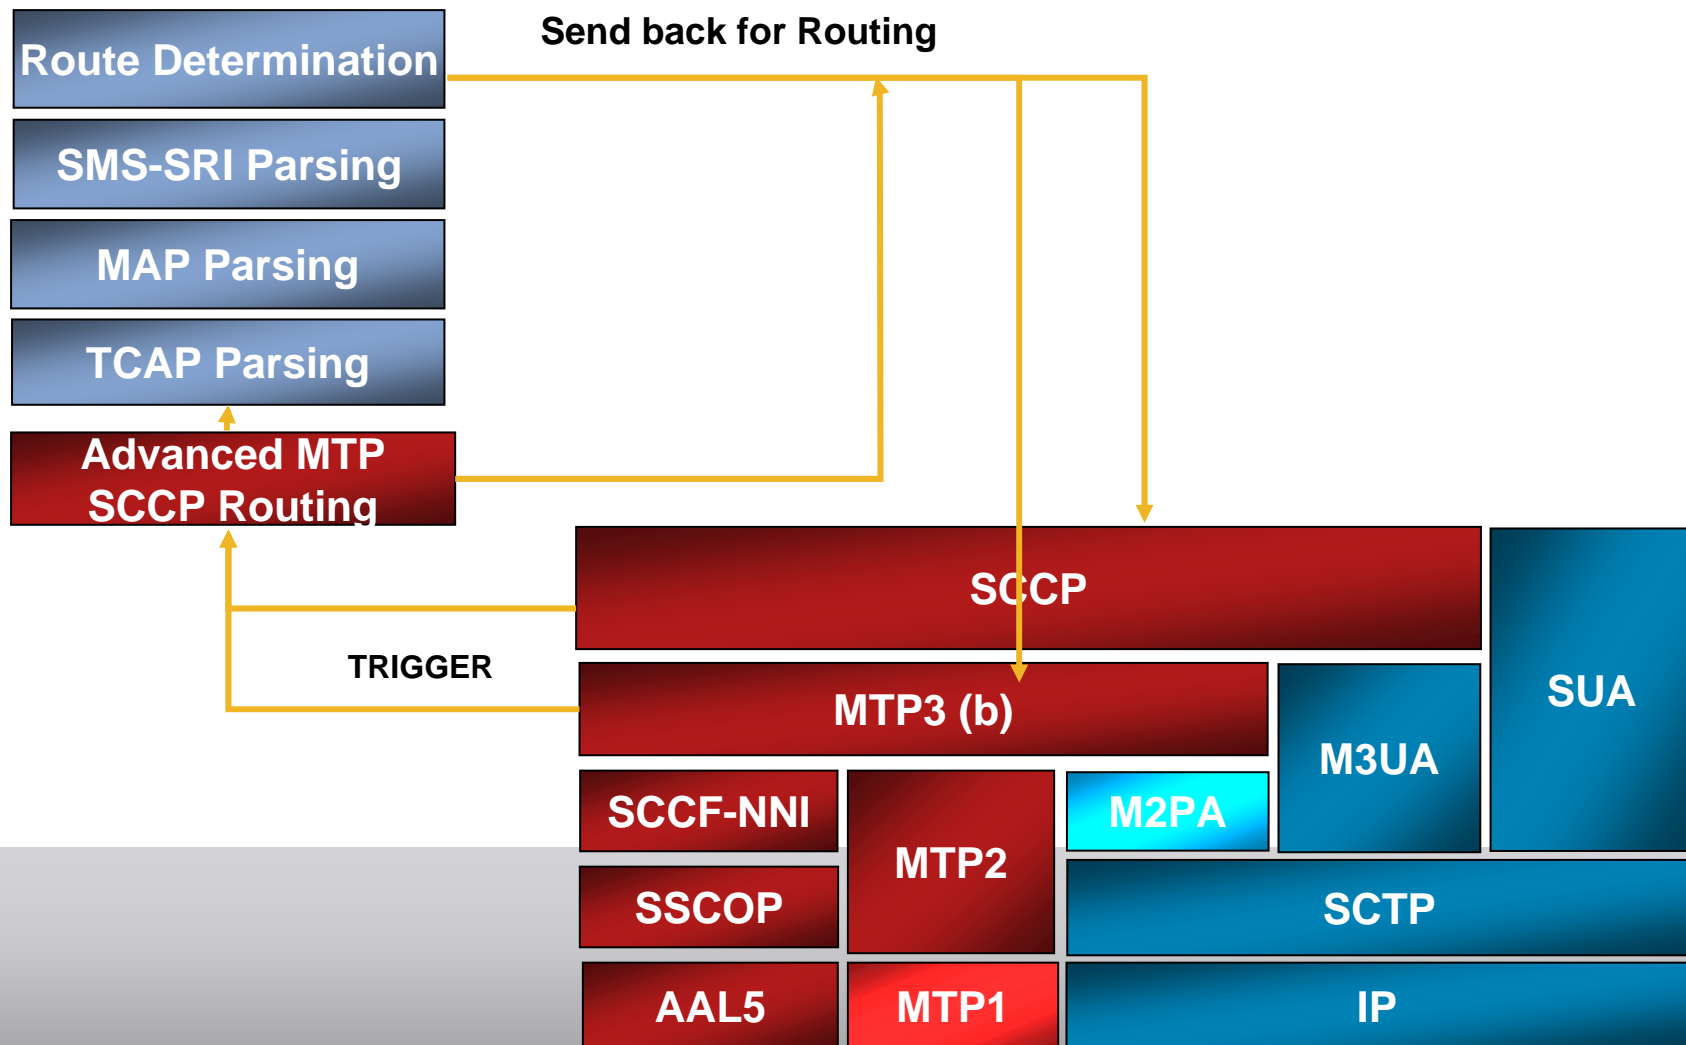 Send back for Routing
Route Determination
SMS-SRI Parsing
MAP Parsing
TCAP Parsing
Advanced MTP
SCCP Routing
TRIGGER
SCCP
SUA
MTP3 (b)
M3UA
SCCF-NNI
MTP2
M2PA
SSCOP
SCTP
AAL5
MTP1
IP